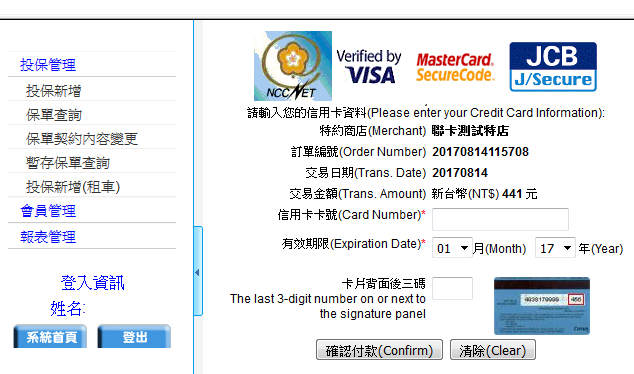 投保管理
投保新增
保單查詢
保單契約內容變更
暫存保單查詢
投保新增(租車)
會員管理
報表管理
登入資訊
姓名:
系統首頁 登出
NCCNET
Verified by
VISA
MasterCard.
SecureCode.
JCB
J/Secure
請輸入您的信用卡資料(Please enter your Credit Card Information):
特約商店(Merchant) 聯卡測試特店
訂單編號(Order Number) 20170814115708
交易日期(Trans. Date) 20170814
交易金額(Trans. Amount) 新台幣(NT$) 441 元
信用卡卡號(Card Number)*
有效期限(Expiration Date)* 01 月(Month) 17 年(Year)
卡片背面後三碼
The last 3-digit number on or next to
the signature panel
確認付款(Confirm) 清除(Clear)